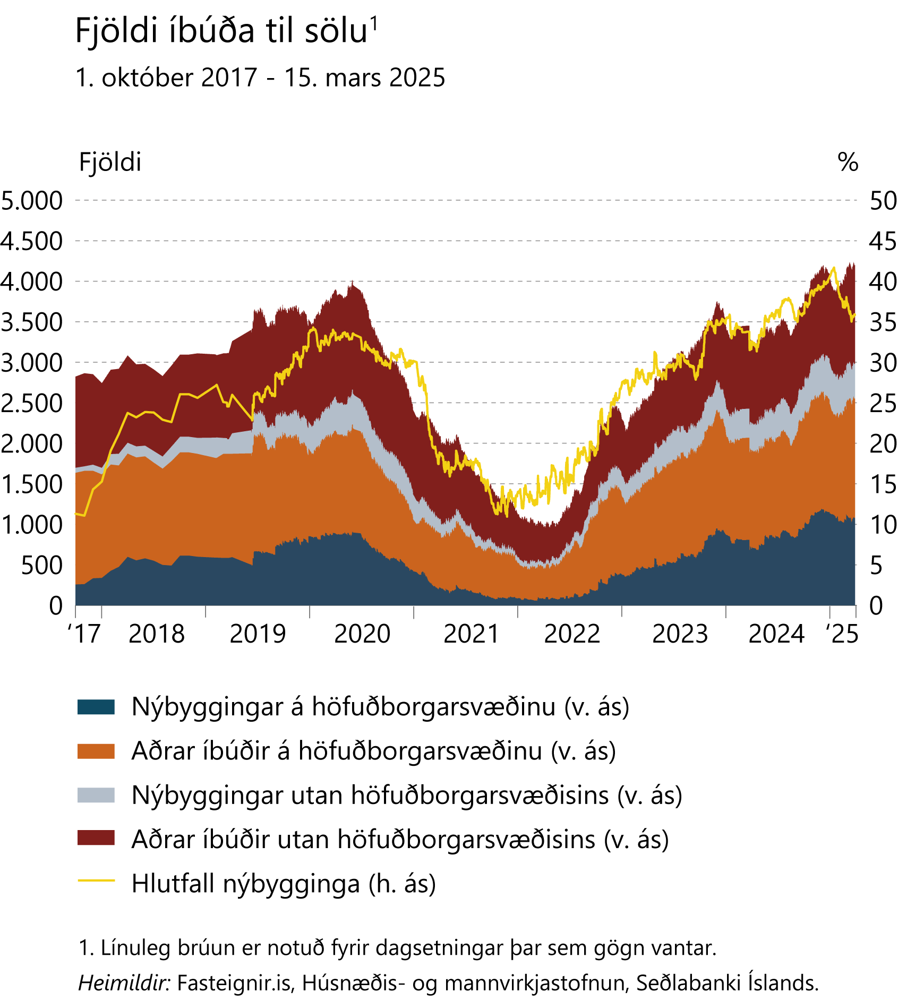 Fjöldi íbúða til sölu¹
1. október 2017 - 15. mars 2025
Fjöldi %
5.000 50
4.500 45
4.000 40
3.500 35
3.000 30
2.500 25
2.000 20
1.500 15
1.000 10
500 5
0 0
‘17 2018 2019 2020 2021 2022 2023 2024 ‘25
Nýbyggingar á höfuðborgarsvæðinu (v. ás)
Aðrar íbúðir á höfuðborgarsvæðinu (v. ás)
Nýbyggingar utan höfuðborgarsvæðisins (v. ás)
Aðrar íbúðir utan höfuðborgarsvæðisins (v. ás)
Hlutfall nýbygginga (h. ás)
1. Línuleg brúun er notuð fyrir dagsetningar þar sem gögn vantar.
Heimildir: Fasteignir.is, Húsnæðis- og mannvirkjastofnun, Seðlabanki Íslands.